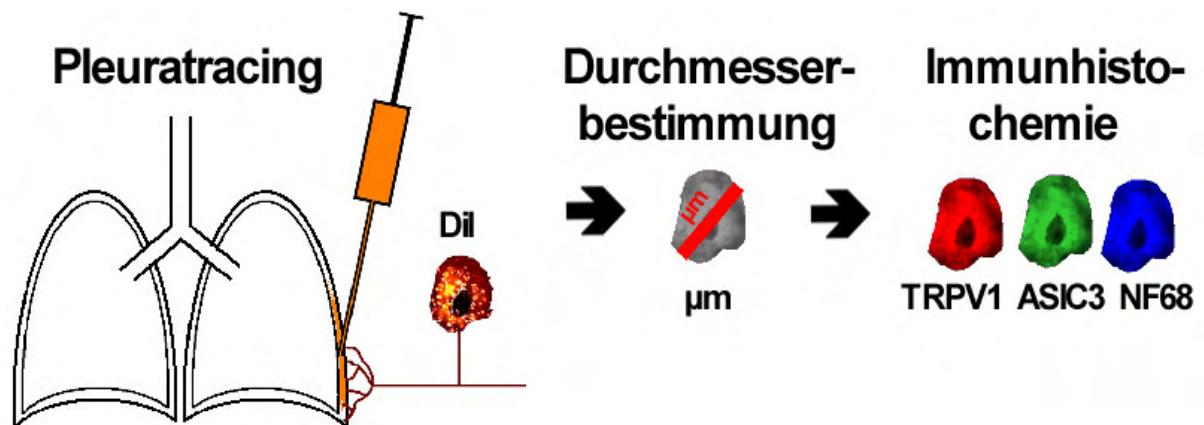 Pleuratracing
DiI
Durchmesser-
bestimmung
µm
µm
Immunhisto-
chemie
TRPV1 ASIC3 NF68